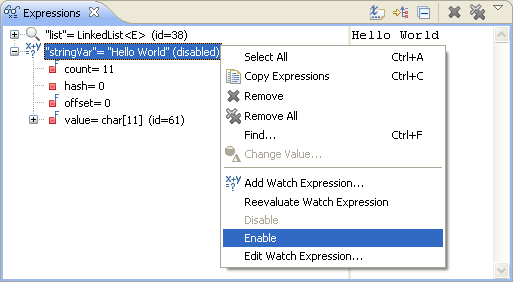 Expressions
"list"= LinkedList<E> (id=38)
"stringVar"= "Hello World" (disabled)
count= 11
hash= 0
offset= 0
value= char[11] (id=61)
Hello World
Select All Ctrl+A
Copy Expressions Ctrl+C
Remove
Remove All
Find... Ctrl+F
Change Value...
x+y =? Add Watch Expression...
Reevaluate Watch Expression
Disable
Enable
Edit Watch Expression...